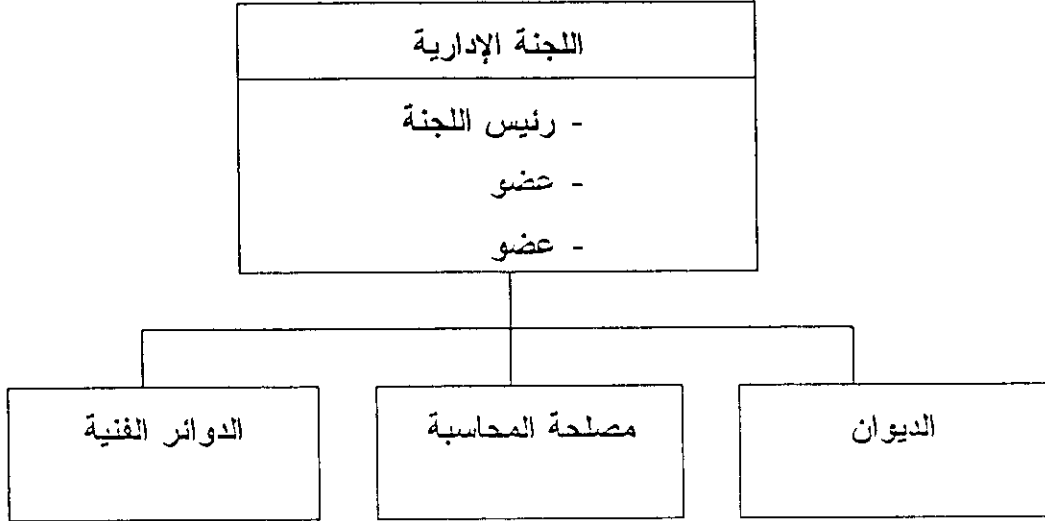 اللجنة الإدارية
- رئيس اللجنة
- عضو
- عضو
الديوان
مصلحة المحاسبة
الدوائر الفنية